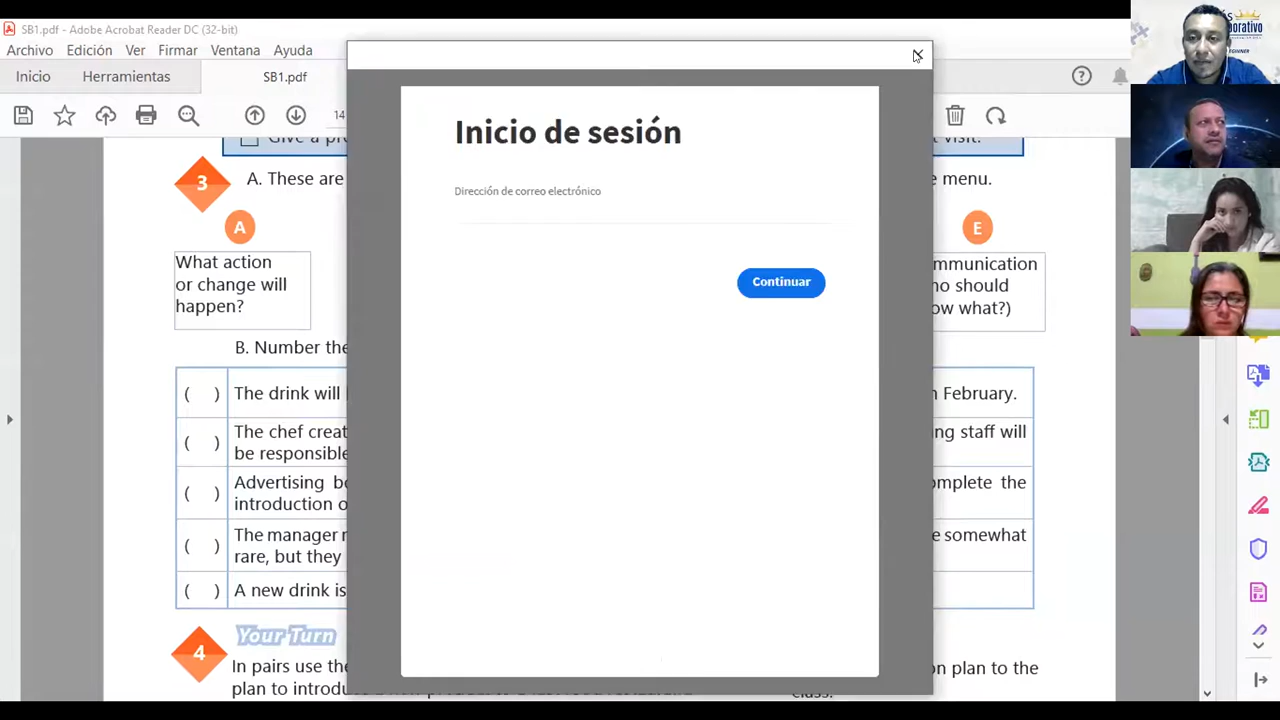 SB1.pdf - Adobe Acrobat Reader DC (32-bit)
Archivo Edición Ver Firmar Ventana Ayuda
Inicio Herramientas SB1.pdf
14
Inicio de sesión
Dirección de correo electrónico
Continuar
Give a pr
t visit.
3
A. These are
e menu.
A
E
What action
or change will
happen?
mmunication
ho should
ow what?)
B. Number the
( ) The drink will
n February.
( ) The chef creat
ng staff will
be responsible
( ) Advertising b
mplete the
introduction o
( ) The manager
e somewhat
rare, but they
( ) A new drink is
4
Your Turn
In pairs use the
on plan to the
plan to introdu
class.
orativo
TONNER